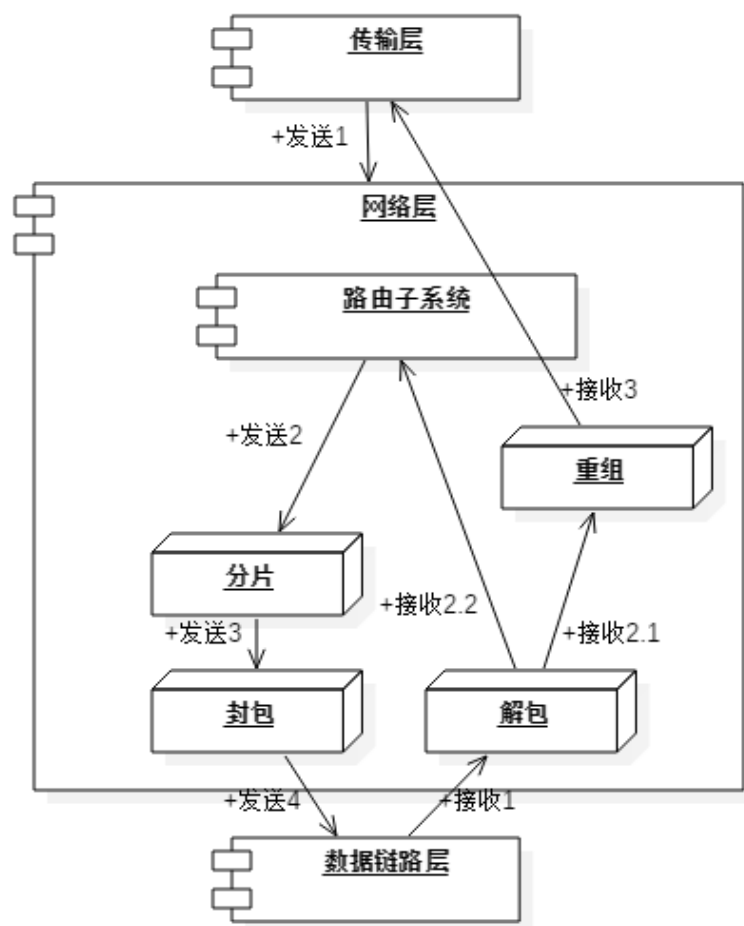 传输层
+发送1
网络层
路由子系统
+接收3
+发送2
重组
分片
+接收2.2
+发送3
+接收2.1
封包
解包
+发送4
+接收1
数据链路层